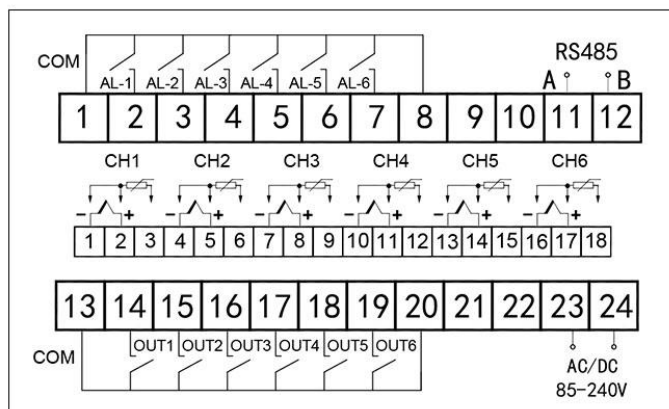 COM
AL-1 AL-2 AL-3 AL-4 AL-5 AL-6
RS485
A B
1 2 3 4 5 6 7 8 9 10 11 12
CH1 CH2 CH3 CH4 CH5 CH6
- + - + - + - + - + - +
1 2 3 4 5 6 7 8 9 10 11 12 13 14 15 16 17 18
13 14 15 16 17 18 19 20 21 22 23 24
COM
OUT1 OUT2 OUT3 OUT4 OUT5 OUT6
AC/DC
85-240V